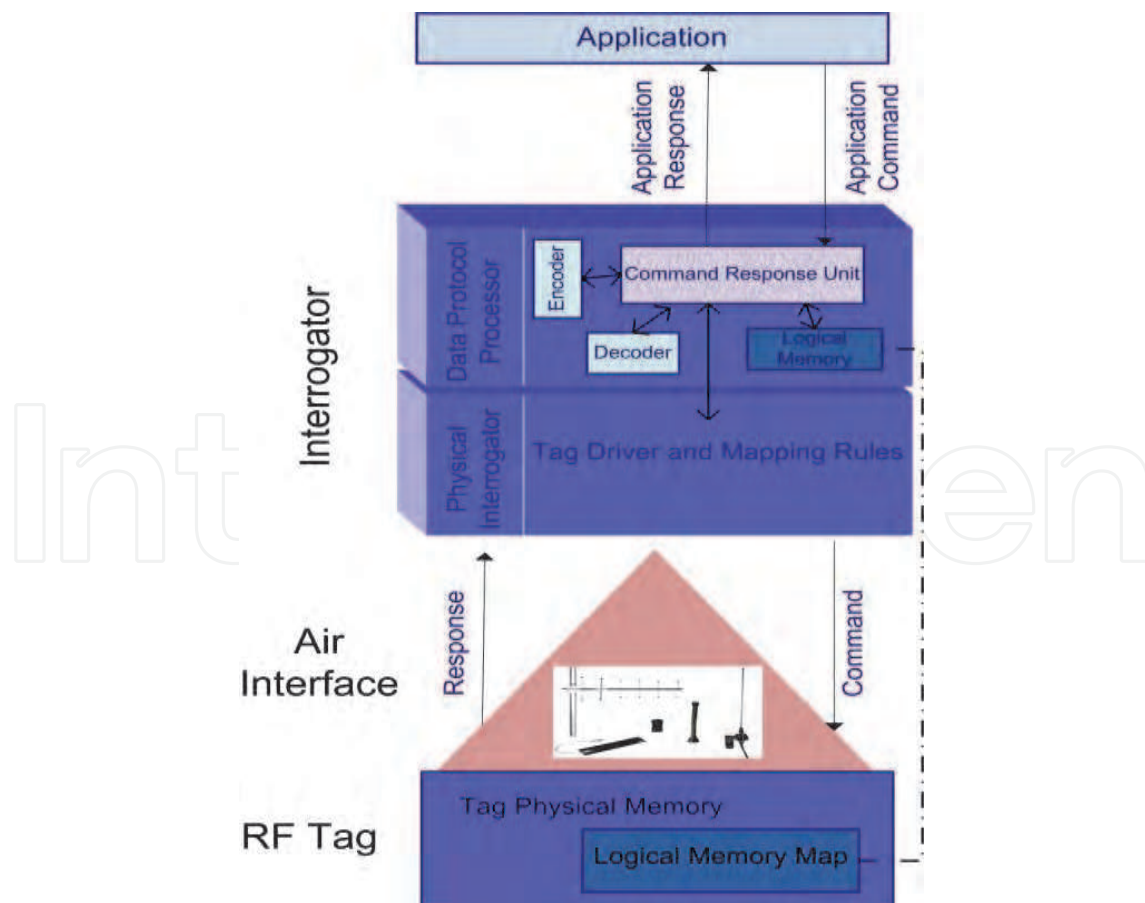 Application
Application
Response
Application
Command
Interrogator
Data Protocol
Processor
Encoder
Command Response Unit
Decoder
Logical
Memory
Physical
Interrogator
Tag Driver and Mapping Rules
Response
Command
Air
Interface
RF Tag
Tag Physical Memory
Logical Memory Map